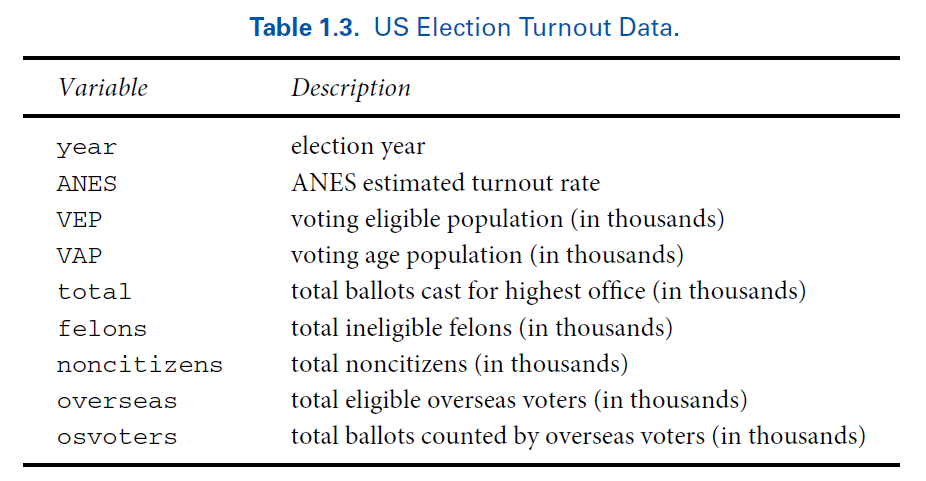 Table 1.3. US Election Turnout Data.
Variable Description
year election year
ANES ANES estimated turnout rate
VEP voting eligible population (in thousands)
VAP voting age population (in thousands)
total total ballots cast for highest office (in thousands)
felons total ineligible felons (in thousands)
noncitizens total noncitizens (in thousands)
overseas total eligible overseas voters (in thousands)
osvoters total ballots counted by overseas voters (in thousands)